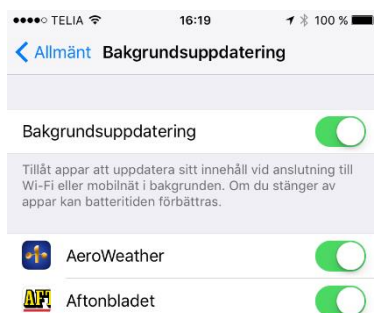 TELIA 16:19 100 %
Allmänt Bakgrundsuppdatering
Bakgrundsuppdatering
Tillåt appar att uppdatera sitt innehåll vid anslutning till
Wi-Fi eller mobilnät i bakgrunden. Om du stänger av
appar kan batteritiden förbättras.
AeroWeather
AFT Aftonbladet